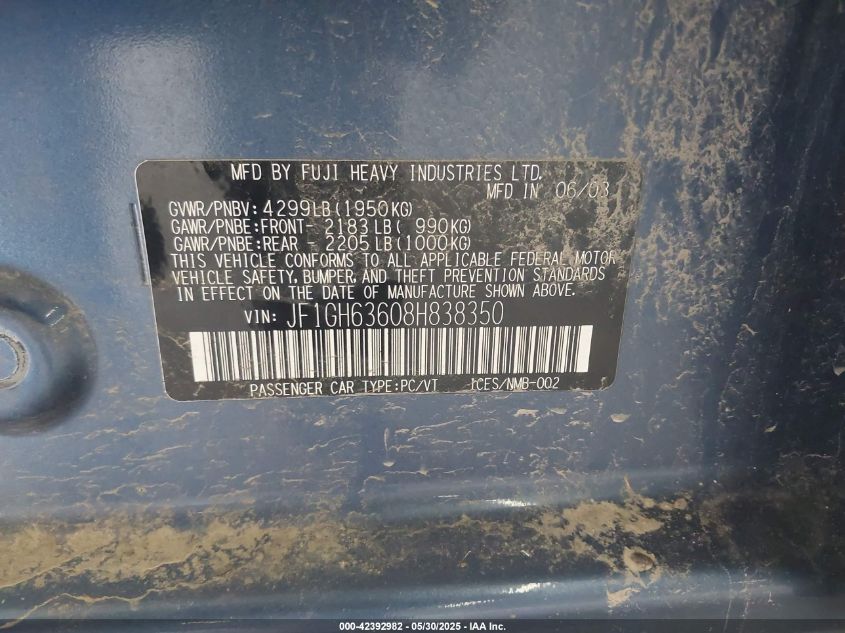 MFD BY FUJI HEAVY INDUSTRIES LTD.
MFD IN 06/03
GVWR/PNBV: 4299LB (1950KG)
GAWR/PNBE:FRONT- 2183 LB ( 990KG)
GAWR/PNBE:REAR - 2205 LB (1000KG)
THIS VEHICLE CONFORMS TO ALL APPLICABLE FEDERAL MOTOR
VEHICLE SAFETY, BUMPER, AND THEFT PREVENTION STANDARDS
IN EFFECT ON THE DATE OF MANUFACTURE SHOWN ABOVE.
VIN: JF1GH63608H838350
PASSENGER CAR TYPE:PC/VT ICES/NMB-002
000-42392982 - 05/30/2025 - IAA Inc.